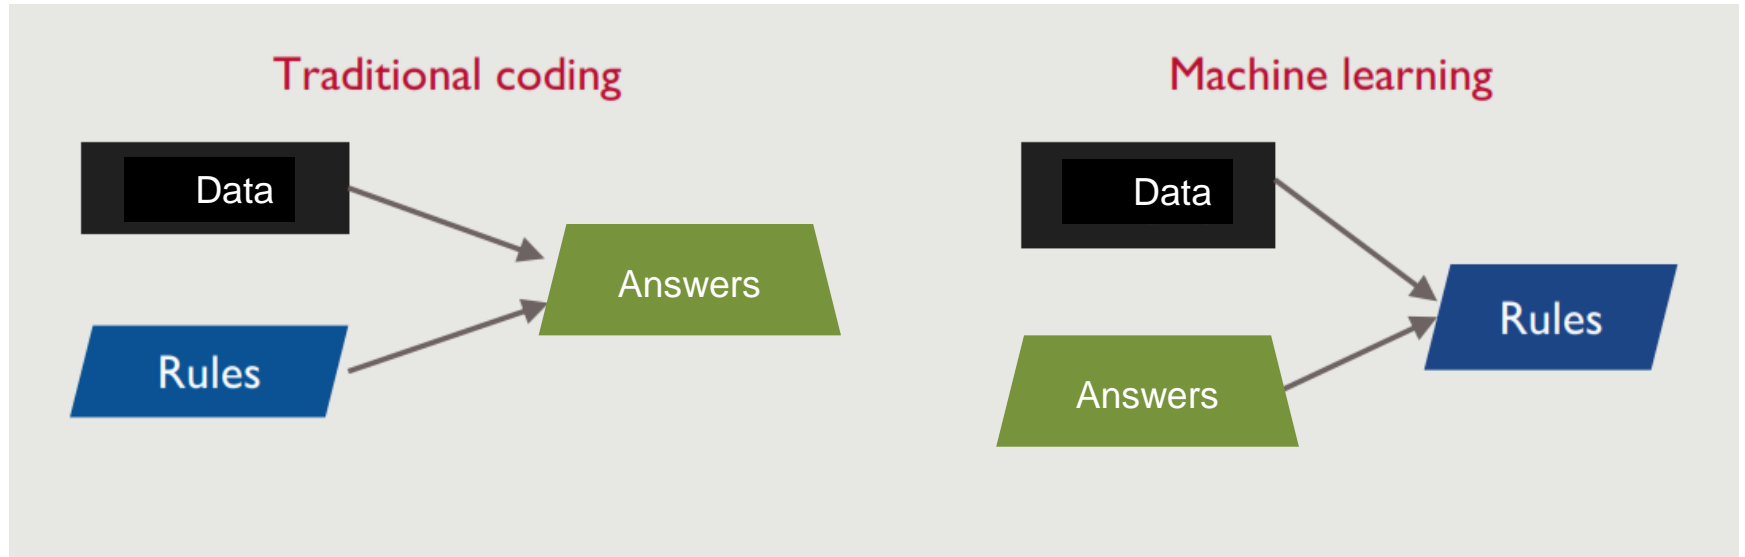 Traditional coding
Data
Rules
Answers
Machine learning
Data
Answers
Rules